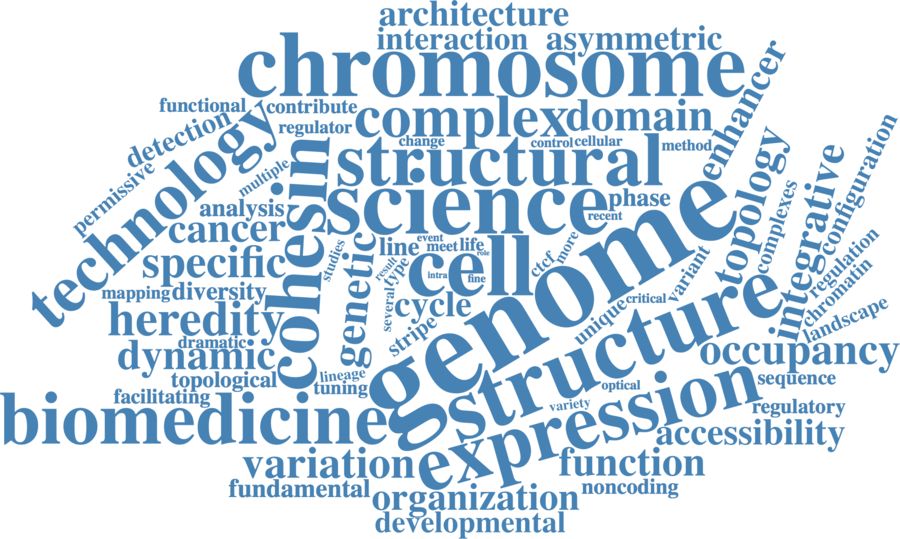 architecture
interaction
asymmetric
chromosome
enhancer
functional
contribute
complex
domain
detection
regulator
technology
change
control
cellular
method
permissive
multiple
cohesin
structural
topology
integrative
configuration
analysis
science
phase
recent
cancer
studies
genetic
line
event
meet
life
role
ctcf
more
complexes
specific
result
type
cell
intra
fine
genome
variant
regulation
mapping
diversity
several
cycle
unique
critical
chromatin
heredity
stripe
structure
landscape
dramatic
dynamic
occupancy
topological
lineage
tuning
optical
sequence
facilitating
biomedicine
variety
expression
regulatory
accessibility
variation
function
fundamental
organization
noncoding
developmental